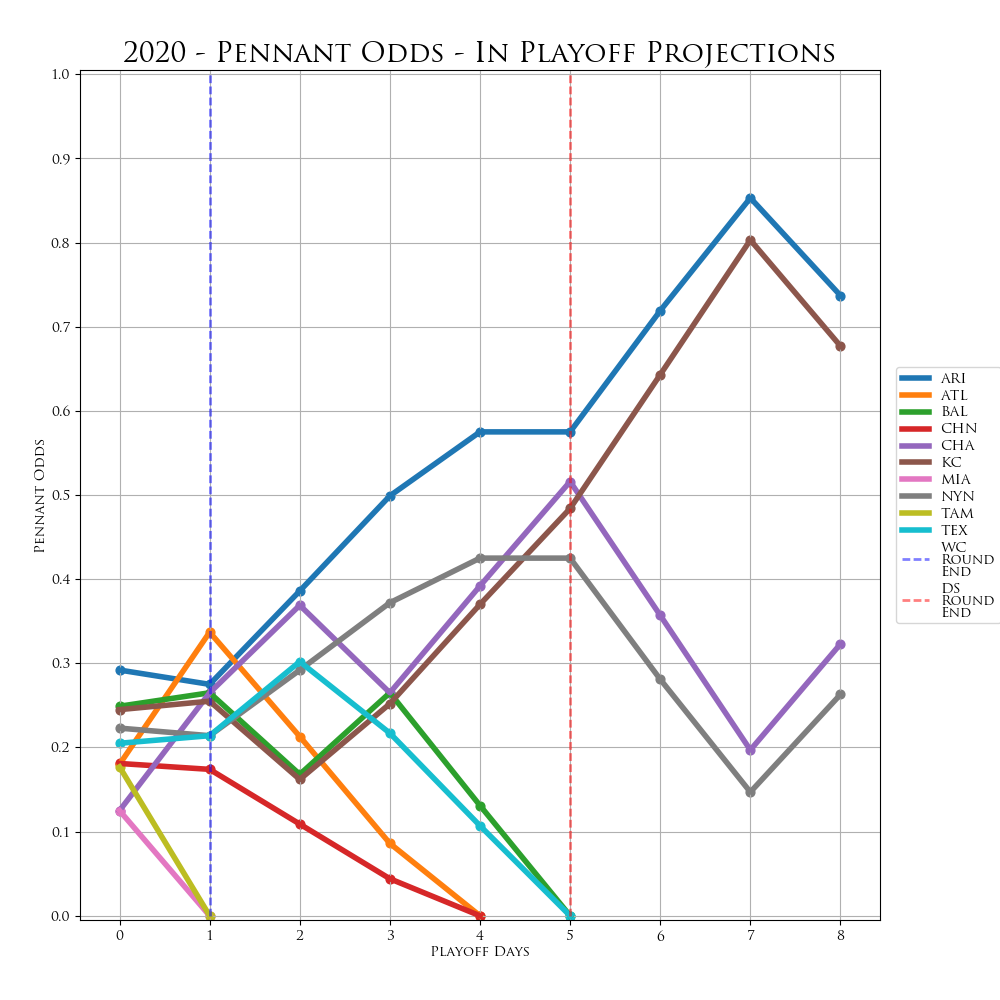 2020 - Pennant Odds - In Playoff Projections
1.0
0.9
0.8
0.7
0.6
0.5
0.4
0.3
0.2
0.1
0.0
Pennant Odds
0 1 2 3 4 5 6 7 8
Playoff Days
ARI
ATL
BAL
CHN
CHA
KC
MIA
NYN
TAM
TEX
WC
Round
End
DS
Round
End